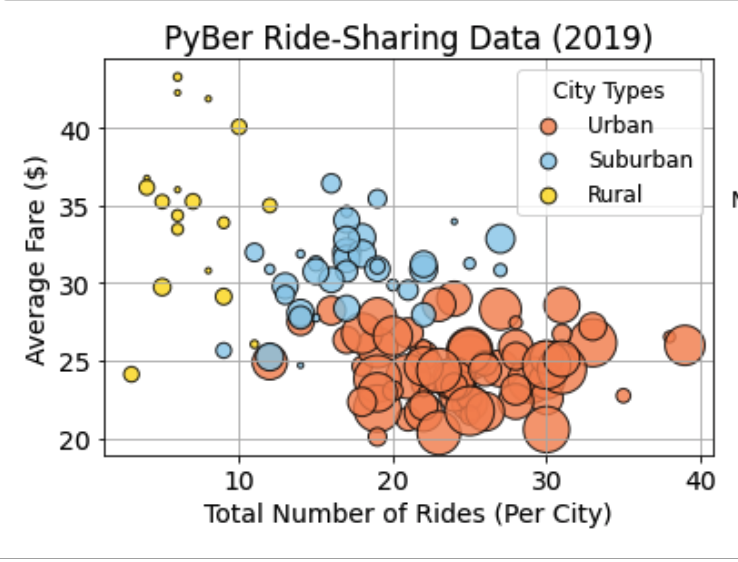 PyBer Ride-Sharing Data (2019)
City Types
Urban
Suburban
Rural
Average Fare ($)
40
35
30
25
20
10 20 30 40
Total Number of Rides (Per City)